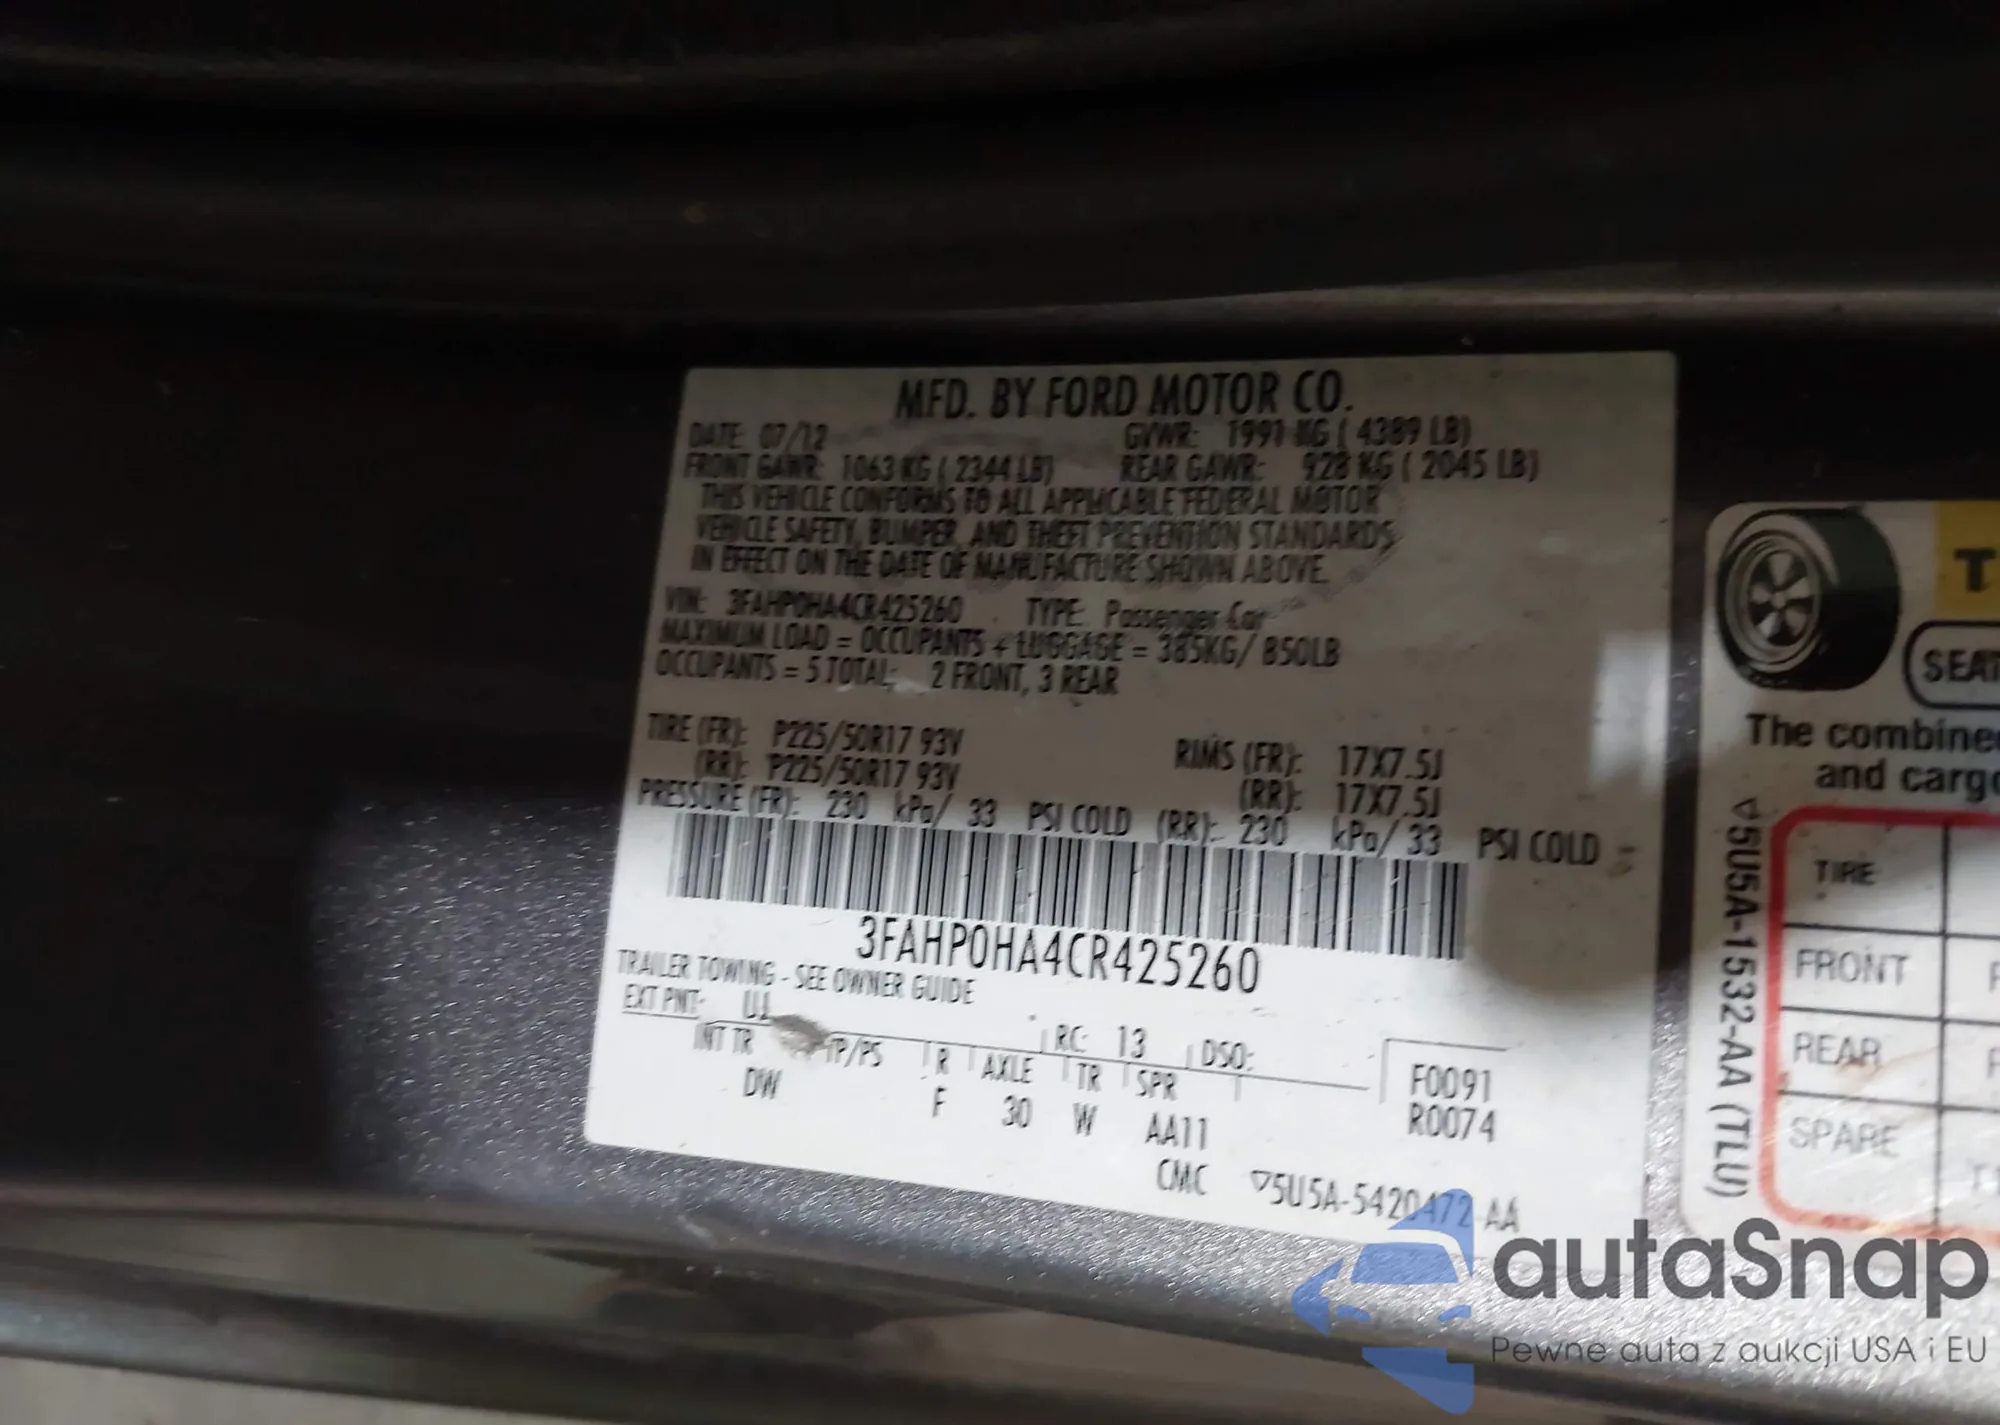 MFD. BY FORD MOTOR CO.
DATE: 07/12 GVWR: 1991 KG ( 4389 LB)
FRONT GAWR: 1063 KG ( 2344 LB) REAR GAWR: 928 KG ( 2045 LB)
THIS VEHICLE CONFORMS TO ALL APPLICABLE FEDERAL MOTOR
VEHICLE SAFETY, BUMPER, AND THEFT PREVENTION STANDARDS
IN EFFECT ON THE DATE OF MANUFACTURE SHOWN ABOVE.
VIN: 3FAHP0HA4CR425260 TYPE: Passenger Car
MAXIMUM LOAD = OCCUPANTS + LUGGAGE = 385KG/ 850LB
OCCUPANTS = 5 TOTAL; 2 FRONT, 3 REAR
TIRE (FR): P225/50R17 93V RIMS (FR): 17X7.5J
(RR): P225/50R17 93V (RR): 17X7.5J
PRESSURE (FR): 230 kPa/ 33 PSI COLD (RR): 230 kPa/ 33 PSI COLD
3FAHP0HA4CR425260
TRAILER TOWING - SEE OWNER GUIDE
EXT PNT: UJ RC: 13 DSO:
INT TR TP/PS R AXLE TR SPR F0091
DW F 30 W AA11 R0074
CMC ▽5U5A-5420472-AA
T
SEAT
The combined
and cargo
▽5U5A-1532-AA (TLU)
TIRE
FRONT
REAR
SPARE
autaSnap
Pewne auta z aukcji USA i EU